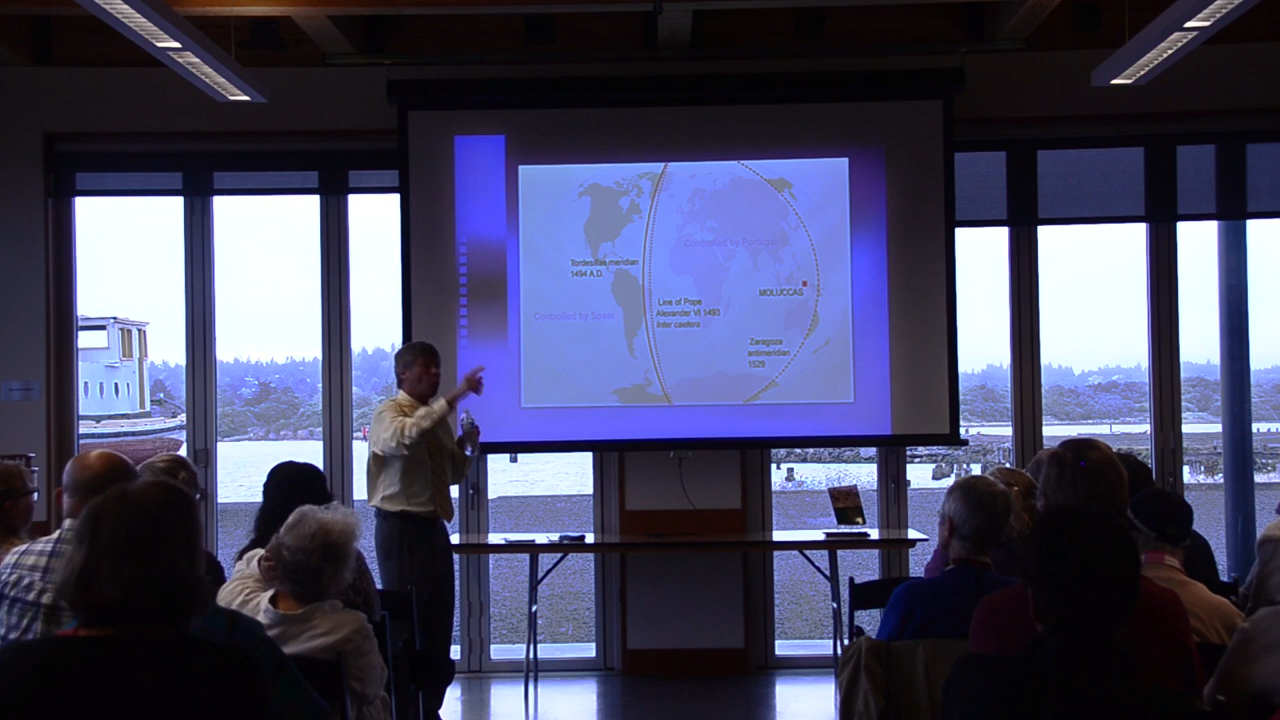 Controlled by Portugal
Tordesillas meridian
1494 A.D.
MOLUCCAS
Line of Pope
Alexander VI 1493
Inter caetera
Controlled by Spain
Zaragoza
antimeridian
1529